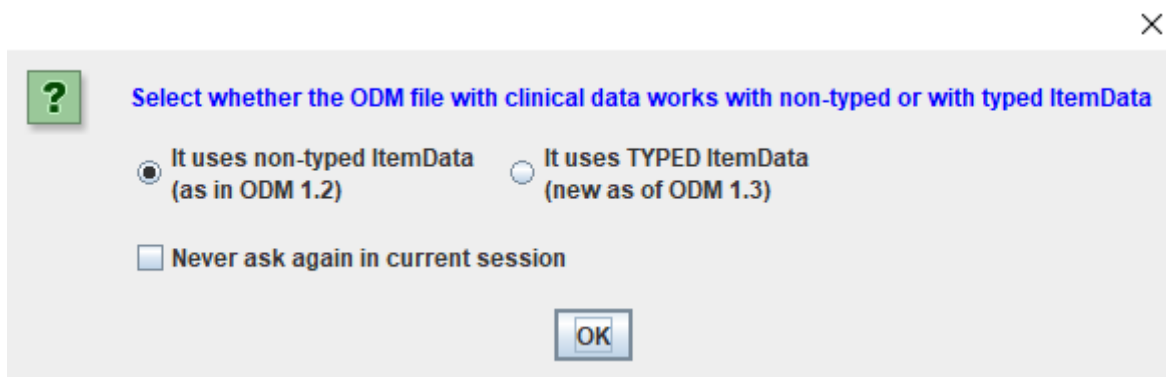 Select whether the ODM file with clinical data works with non-typed or with typed ItemData
It uses non-typed ItemData
(as in ODM 1.2)
It uses TYPED ItemData
(new as of ODM 1.3)
Never ask again in current session
OK